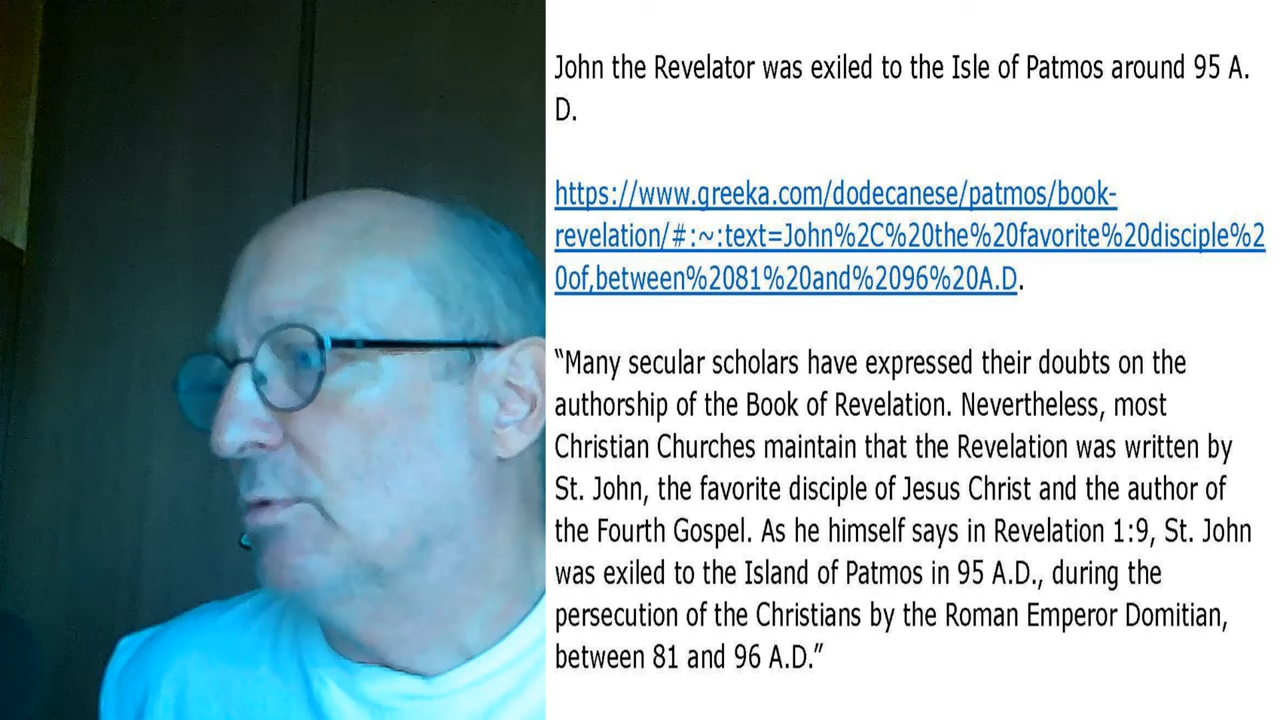 John the Revelator was exiled to the Isle of Patmos around 95 A.
D.
https://www.greeka.com/dodecanese/patmos/book-
revelation/#:~:text=John%2C%20the%20favorite%20disciple%2
0of,between%2081%20and%2096%20A.D.
“Many secular scholars have expressed their doubts on the
authorship of the Book of Revelation. Nevertheless, most
Christian Churches maintain that the Revelation was written by
St. John, the favorite disciple of Jesus Christ and the author of
the Fourth Gospel. As he himself says in Revelation 1:9, St. John
was exiled to the Island of Patmos in 95 A.D., during the
persecution of the Christians by the Roman Emperor Domitian,
between 81 and 96 A.D.”